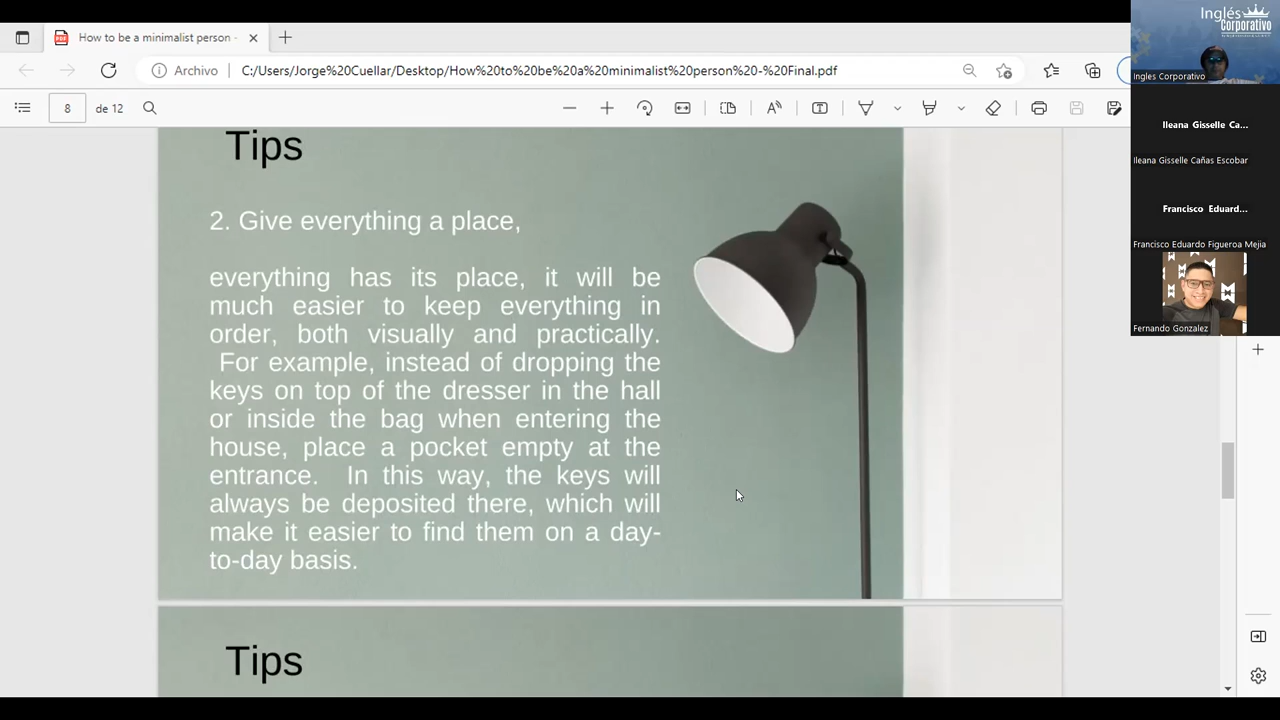 How to be a minimalist person -
Archivo
C:/Users/Jorge%20Cuellar/Desktop/How%20to%20be%20a%20minimalist%20person%20-%20Final.pdf
8 de 12
Tips
2. Give everything a place,
everything has its place, it will be
much easier to keep everything in
order, both visually and practically.
For example, instead of dropping the
keys on top of the dresser in the hall
or inside the bag when entering the
house, place a pocket empty at the
entrance. In this way, the keys will
always be deposited there, which will
make it easier to find them on a day-
to-day basis.
Tips
Inglés
Corporativo
Ingles Corporativo
Ileana Gisselle Ca...
Ileana Gisselle Cañas Escobar
Francisco Eduard...
Francisco Eduardo Figueroa Mejia
Fernando Gonzalez